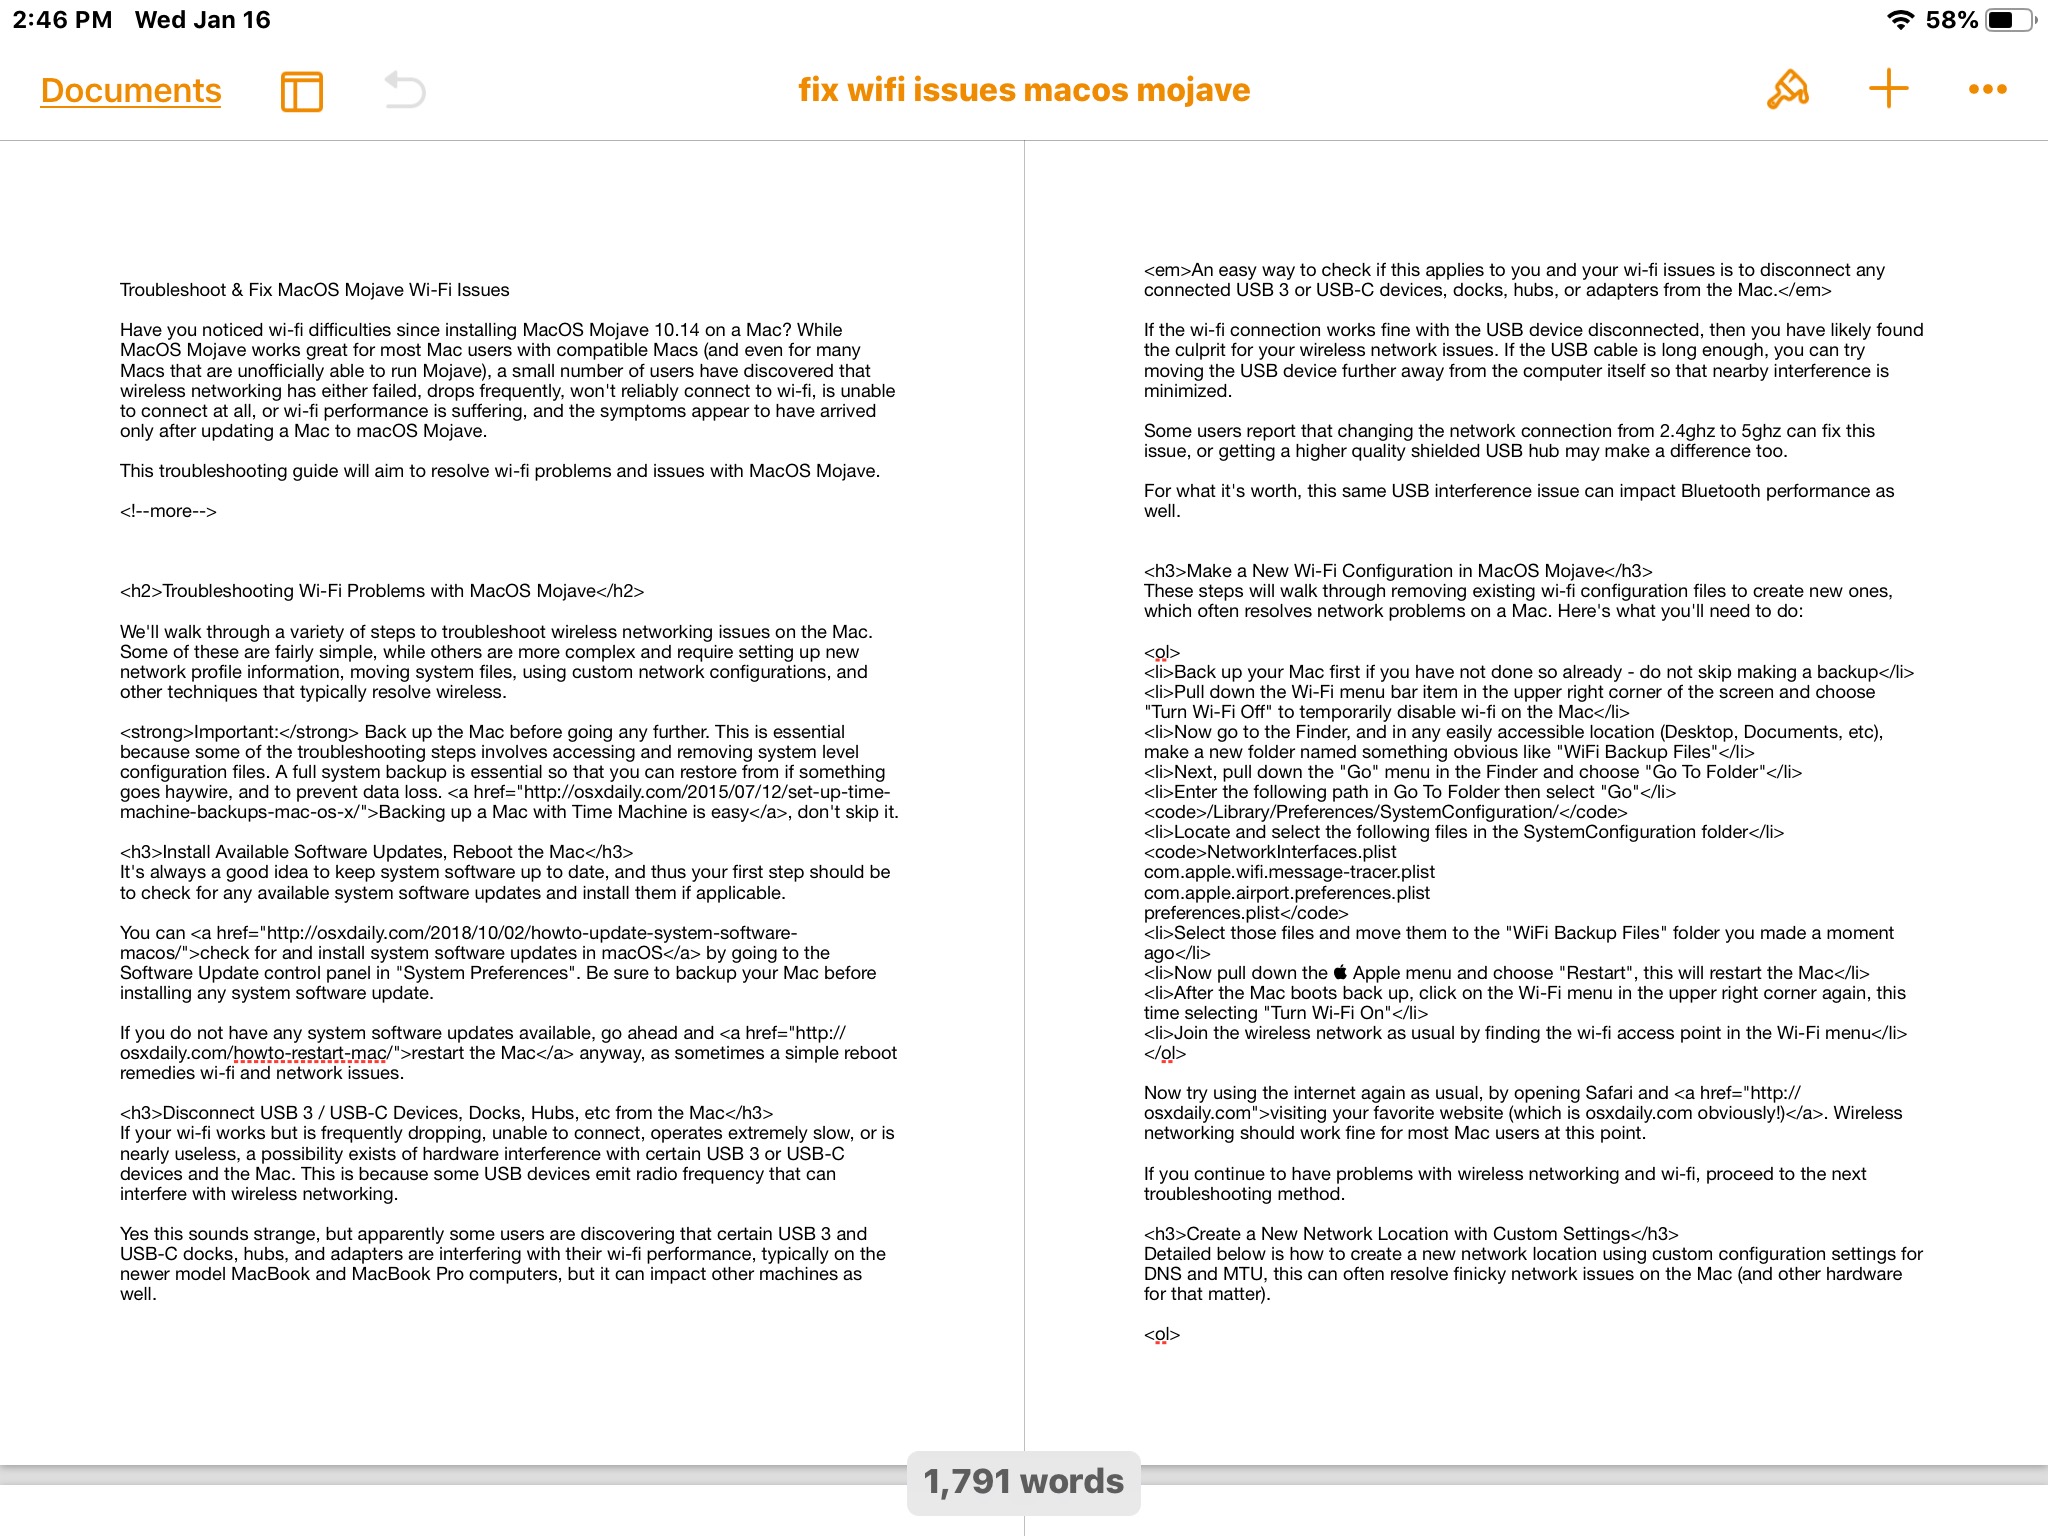 2:46 PM Wed Jan 16
58%
Documents
fix wifi issues macos mojave
Troubleshoot & Fix MacOS Mojave Wi-Fi Issues
Have you noticed wi-fi difficulties since installing MacOS Mojave 10.14 on a Mac? While
MacOS Mojave works great for most Mac users with compatible Macs (and even for many
Macs that are unofficially able to run Mojave), a small number of users have discovered that
wireless networking has either failed, drops frequently, won't reliably connect to wi-fi, is unable
to connect at all, or wi-fi performance is suffering, and the symptoms appear to have arrived
only after updating a Mac to macOS Mojave.
This troubleshooting guide will aim to resolve wi-fi problems and issues with MacOS Mojave.
<!--more-->
<h2>Troubleshooting Wi-Fi Problems with MacOS Mojave</h2>
We'll walk through a variety of steps to troubleshoot wireless networking issues on the Mac.
Some of these are fairly simple, while others are more complex and require setting up new
network profile information, moving system files, using custom network configurations, and
other techniques that typically resolve wireless.
<strong>Important:</strong> Back up the Mac before going any further. This is essential
because some of the troubleshooting steps involves accessing and removing system level
configuration files. A full system backup is essential so that you can restore from if something
goes haywire, and to prevent data loss. <a href="http://osxdaily.com/2015/07/12/set-up-time-
machine-backups-mac-os-x/">Backing up a Mac with Time Machine is easy</a>, don't skip it.
<h3>Install Available Software Updates, Reboot the Mac</h3>
It's always a good idea to keep system software up to date, and thus your first step should be
to check for any available system software updates and install them if applicable.
You can <a href="http://osxdaily.com/2018/10/02/howto-update-system-software-
macos/">check for and install system software updates in macOS</a> by going to the
Software Update control panel in "System Preferences". Be sure to backup your Mac before
installing any system software update.
If you do not have any system software updates available, go ahead and <a href="http://
osxdaily.com/howto-restart-mac/">restart the Mac</a> anyway, as sometimes a simple reboot
remedies wi-fi and network issues.
<h3>Disconnect USB 3 / USB-C Devices, Docks, Hubs, etc from the Mac</h3>
If your wi-fi works but is frequently dropping, unable to connect, operates extremely slow, or is
nearly useless, a possibility exists of hardware interference with certain USB 3 or USB-C
devices and the Mac. This is because some USB devices emit radio frequency that can
interfere with wireless networking.
Yes this sounds strange, but apparently some users are discovering that certain USB 3 and
USB-C docks, hubs, and adapters are interfering with their wi-fi performance, typically on the
newer model MacBook and MacBook Pro computers, but it can impact other machines as
well.
<em>An easy way to check if this applies to you and your wi-fi issues is to disconnect any
connected USB 3 or USB-C devices, docks, hubs, or adapters from the Mac.</em>
If the wi-fi connection works fine with the USB device disconnected, then you have likely found
the culprit for your wireless network issues. If the USB cable is long enough, you can try
moving the USB device further away from the computer itself so that nearby interference is
minimized.
Some users report that changing the network connection from 2.4ghz to 5ghz can fix this
issue, or getting a higher quality shielded USB hub may make a difference too.
For what it's worth, this same USB interference issue can impact Bluetooth performance as
well.
<h3>Make a New Wi-Fi Configuration in MacOS Mojave</h3>
These steps will walk through removing existing wi-fi configuration files to create new ones,
which often resolves network problems on a Mac. Here's what you'll need to do:
<ol>
<li>Back up your Mac first if you have not done so already - do not skip making a backup</li>
<li>Pull down the Wi-Fi menu bar item in the upper right corner of the screen and choose
"Turn Wi-Fi Off" to temporarily disable wi-fi on the Mac</li>
<li>Now go to the Finder, and in any easily accessible location (Desktop, Documents, etc),
make a new folder named something obvious like "WiFi Backup Files"</li>
<li>Next, pull down the "Go" menu in the Finder and choose "Go To Folder"</li>
<li>Enter the following path in Go To Folder then select "Go"</li>
<code>/Library/Preferences/SystemConfiguration/</code>
<li>Locate and select the following files in the SystemConfiguration folder</li>
<code>NetworkInterfaces.plist
com.apple.wifi.message-tracer.plist
com.apple.airport.preferences.plist
preferences.plist</code>
<li>Select those files and move them to the "WiFi Backup Files" folder you made a moment
ago</li>
<li>Now pull down the  Apple menu and choose "Restart", this will restart the Mac</li>
<li>After the Mac boots back up, click on the Wi-Fi menu in the upper right corner again, this
time selecting "Turn Wi-Fi On"</li>
<li>Join the wireless network as usual by finding the wi-fi access point in the Wi-Fi menu</li>
</ol>
Now try using the internet again as usual, by opening Safari and <a href="http://
osxdaily.com">visiting your favorite website (which is osxdaily.com obviously!)</a>. Wireless
networking should work fine for most Mac users at this point.
If you continue to have problems with wireless networking and wi-fi, proceed to the next
troubleshooting method.
<h3>Create a New Network Location with Custom Settings</h3>
Detailed below is how to create a new network location using custom configuration settings for
DNS and MTU, this can often resolve finicky network issues on the Mac (and other hardware
for that matter).
<ol>
1,791 words